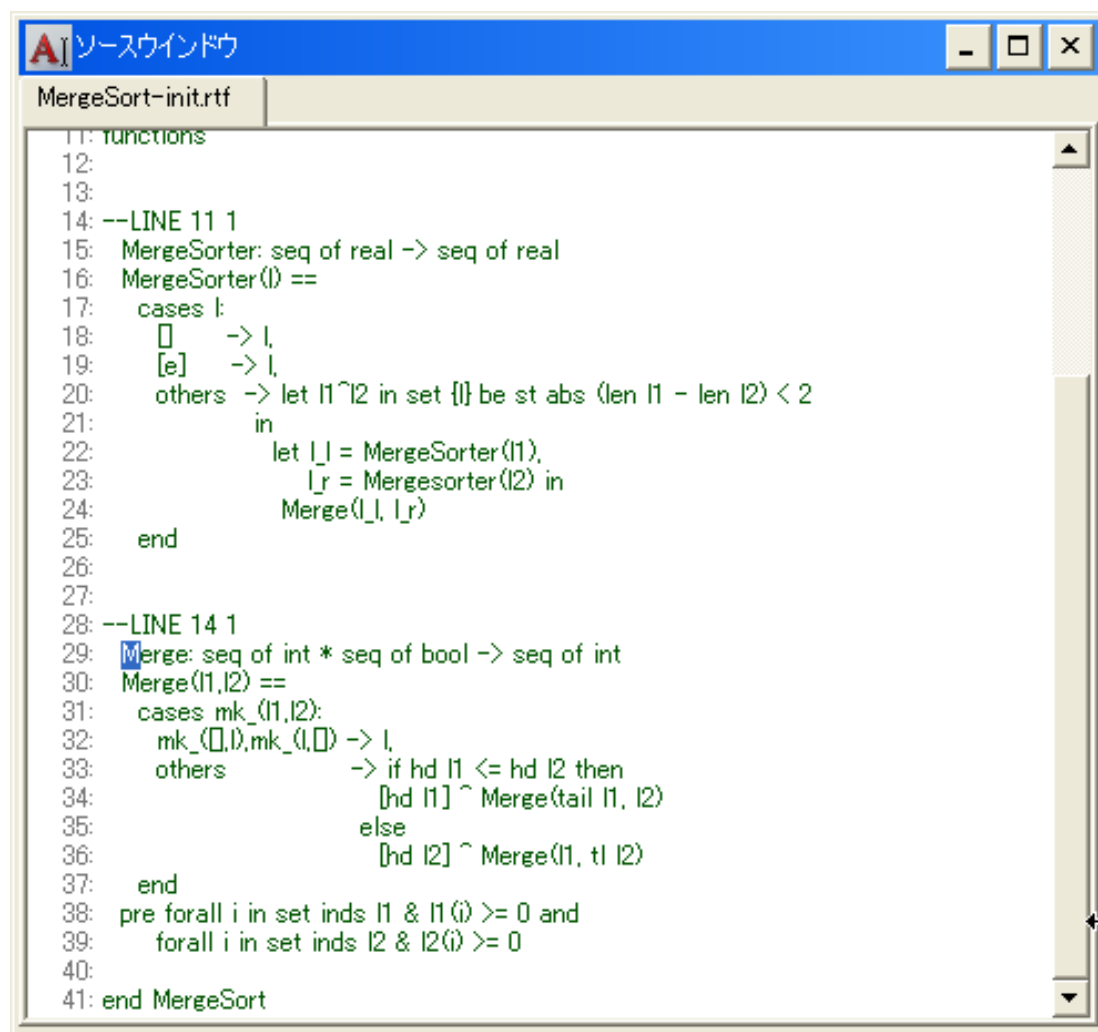 ソースウインドウ
MergeSort-init.rtf
11: functions
12:
13:
14: --LINE 11 1
15: MergeSorter: seq of real -> seq of real
16: MergeSorter(l) ==
17: cases l:
18: [] -> l,
19: [e] -> l,
20: others -> let l1^l2 in set {l} be st abs (len l1 - len l2) < 2
21: in
22: let l_l = MergeSorter(l1),
23: l_r = Mergesorter(l2) in
24: Merge(l_l, l_r)
25: end
26:
27:
28: --LINE 14 1
29: Merge: seq of int * seq of bool -> seq of int
30: Merge(l1,l2) ==
31: cases mk_(l1,l2):
32: mk_([],l),mk_(l,[]) -> l,
33: others -> if hd l1 <= hd l2 then
34: [hd l1] ^ Merge(tail l1, l2)
35: else
36: [hd l2] ^ Merge(l1, tl l2)
37: end
38: pre forall i in set inds l1 & l1(i) >= 0 and
39: forall i in set inds l2 & l2(i) >= 0
40:
41: end MergeSort